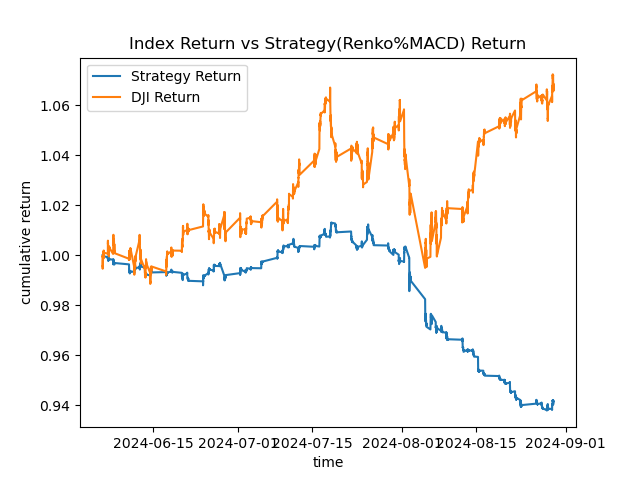 Index Return vs Strategy(Renko%MACD) Return
Strategy Return
DJI Return
cumulative return
1.06
1.04
1.02
1.00
0.98
0.96
0.94
2024-06-15 2024-07-01 2024-07-15 2024-08-01 2024-08-15 2024-09-01
time